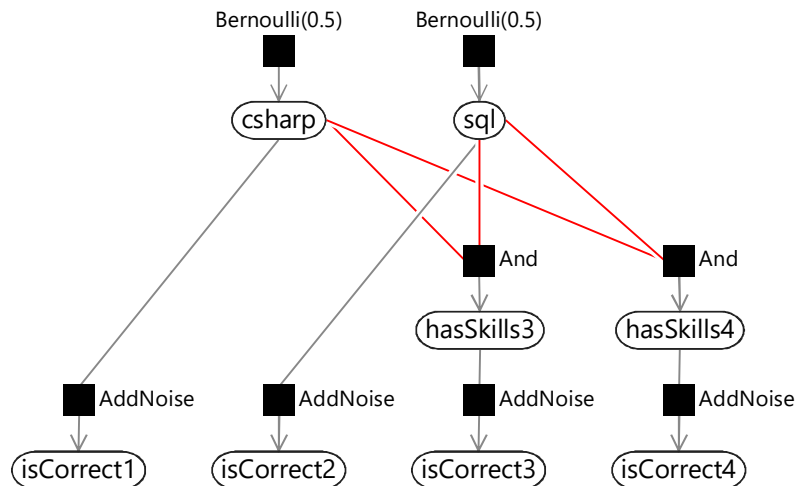 Bernoulli(0.5) Bernoulli(0.5)
csharp sql
And And
hasSkills3 hasSkills4
AddNoise AddNoise AddNoise AddNoise
isCorrect1 isCorrect2 isCorrect3 isCorrect4